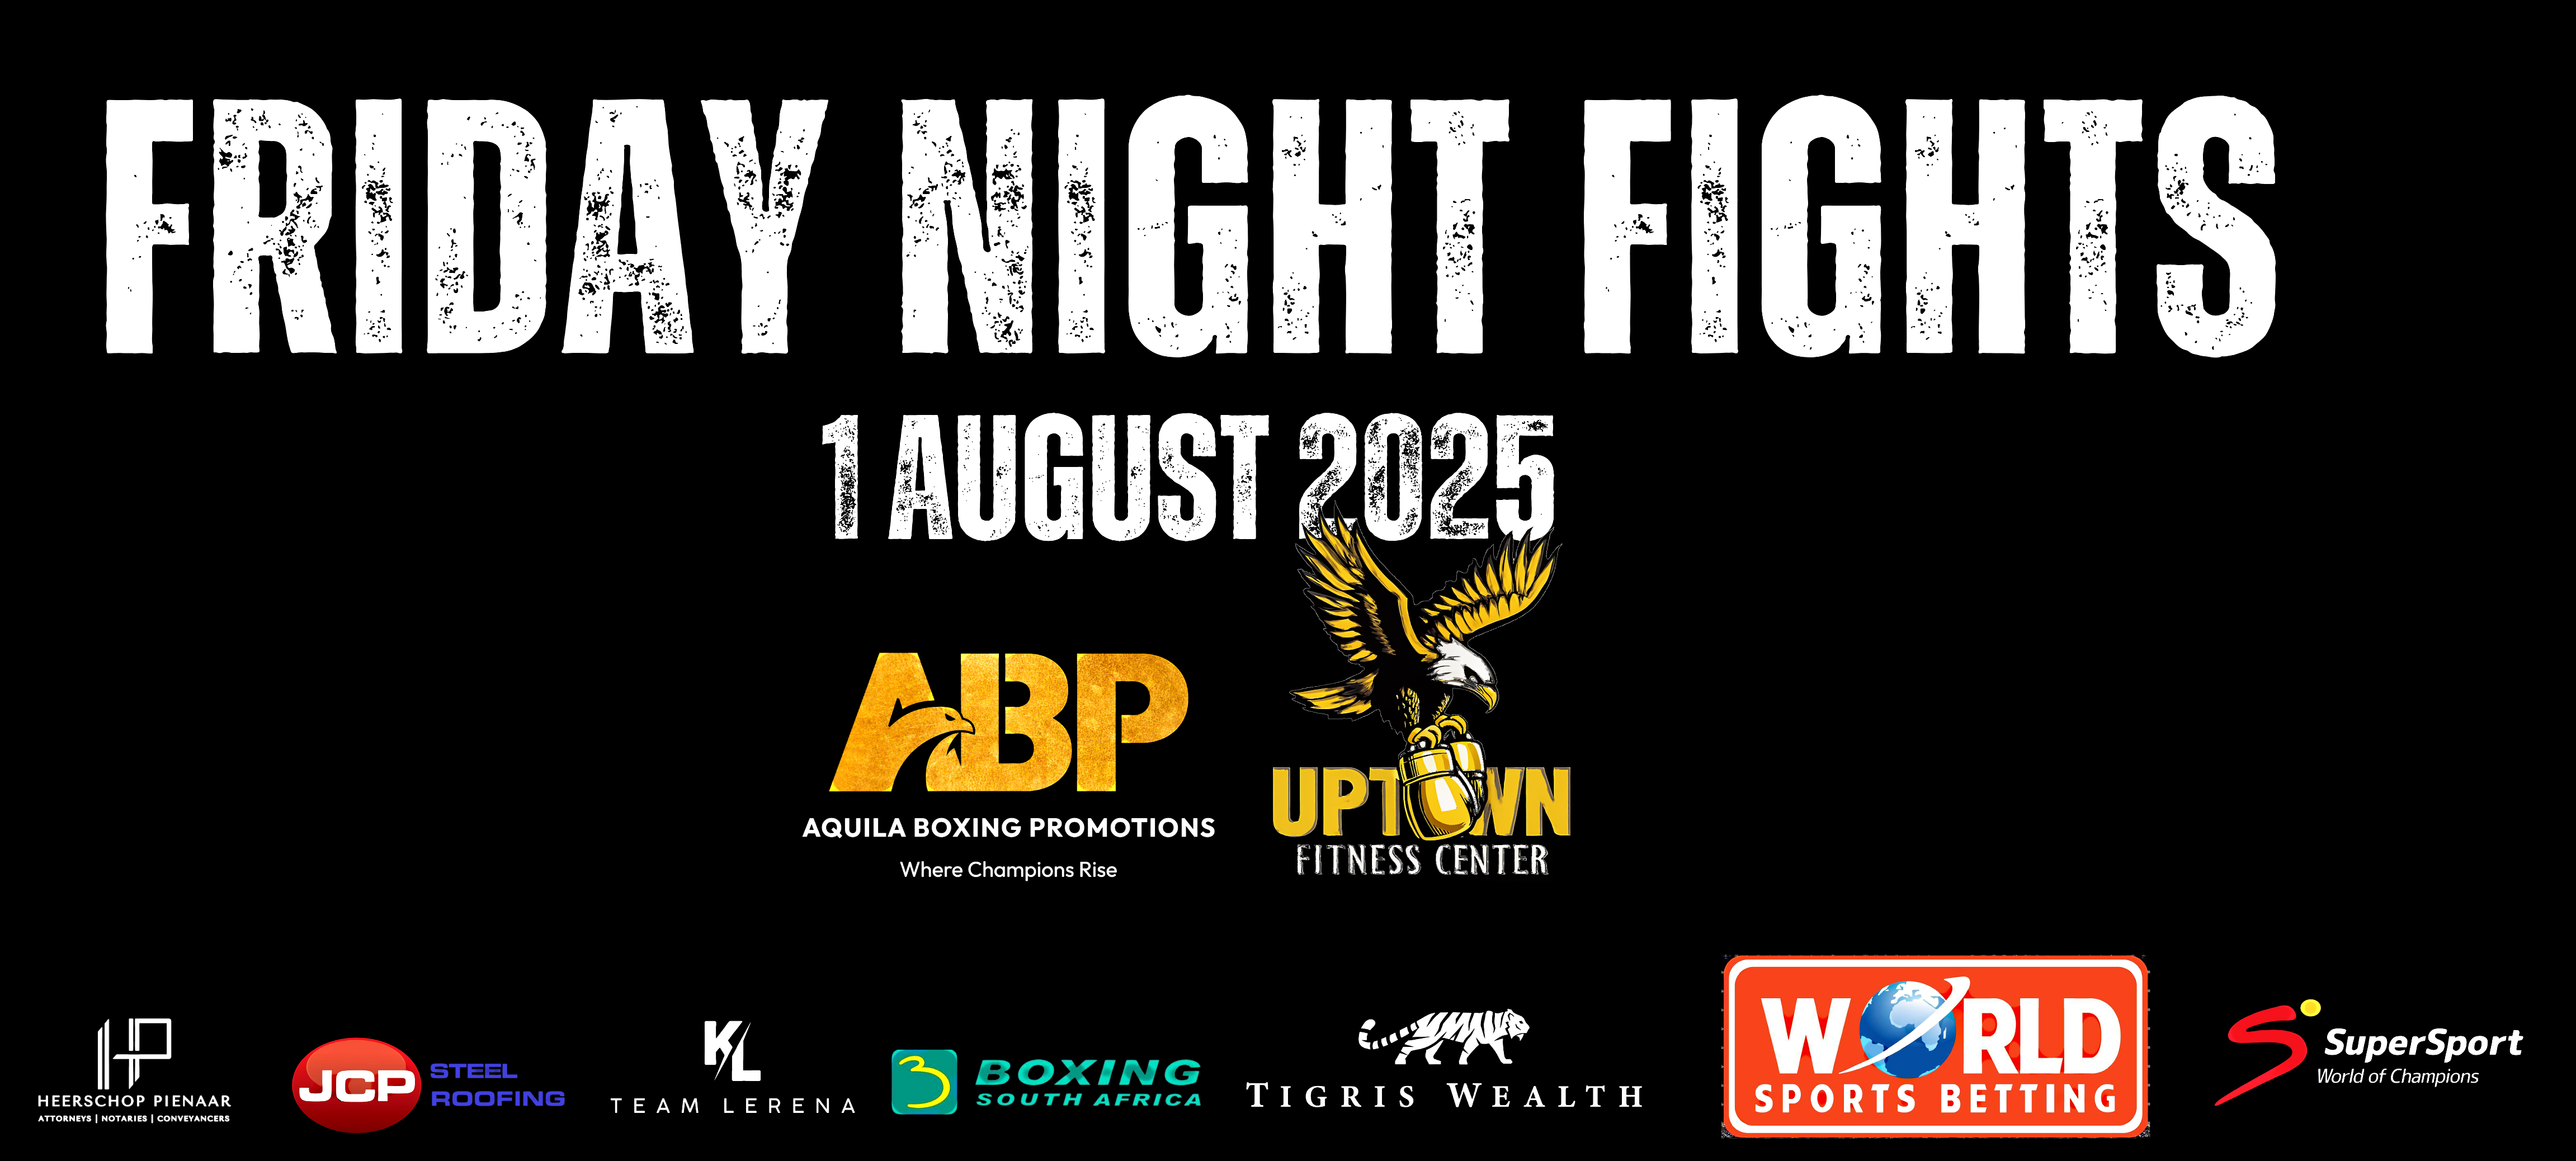 FRIDAY NIGHT FIGHTS
1 AUGUST 2025
ABP
AQUILA BOXING PROMOTIONS
Where Champions Rise
UPTOWN
FITNESS CENTER
HP
HEERSCHOP PIENAAR
ATTORNEYS | NOTARIES | CONVEYANCERS
JCP
STEEL
ROOFING
KL
TEAM LERENA
B
BOXING
SOUTH AFRICA
TIGRIS WEALTH
WORLD
SPORTS BETTING
S
SuperSport
World of Champions